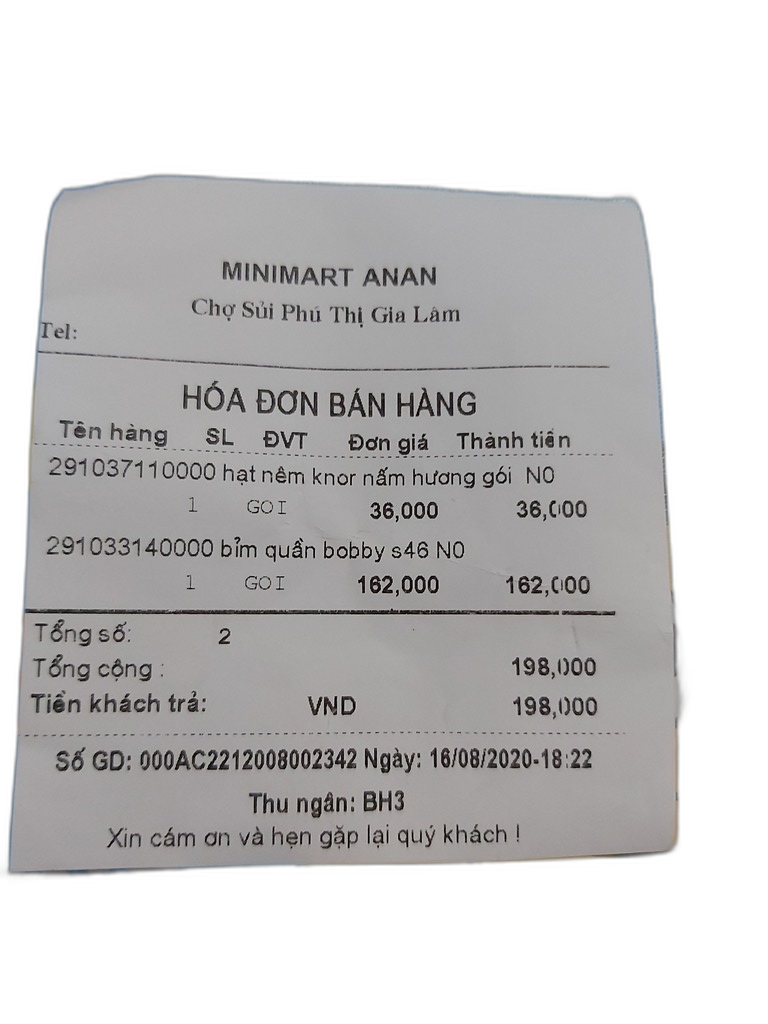 MINIMART ANAN
Chợ Sủi Phú Thị Gia Lâm
Tel:
HÓA ĐƠN BÁN HÀNG
Tên hàng SL ĐVT Đơn giá Thành tiền
291037110000 hạt nêm knor nấm hương gói N0
1 GOI 36,000 36,000
291033140000 bỉm quần bobby s46 N0
1 GOI 162,000 162,000
Tổng số: 2
Tổng cộng : 198,000
Tiền khách trả: VND 198,000
Số GD: 000AC2212008002342 Ngày: 16/08/2020-18:22
Thu ngân: BH3
Xin cám ơn và hẹn gặp lại quý khách !